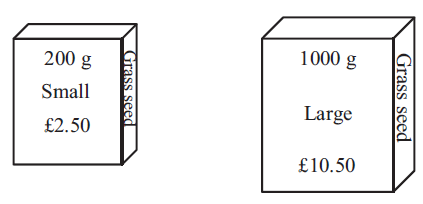 200 g
Small
£2.50
Grass seed
1000 g
Large
£10.50
Grass seed